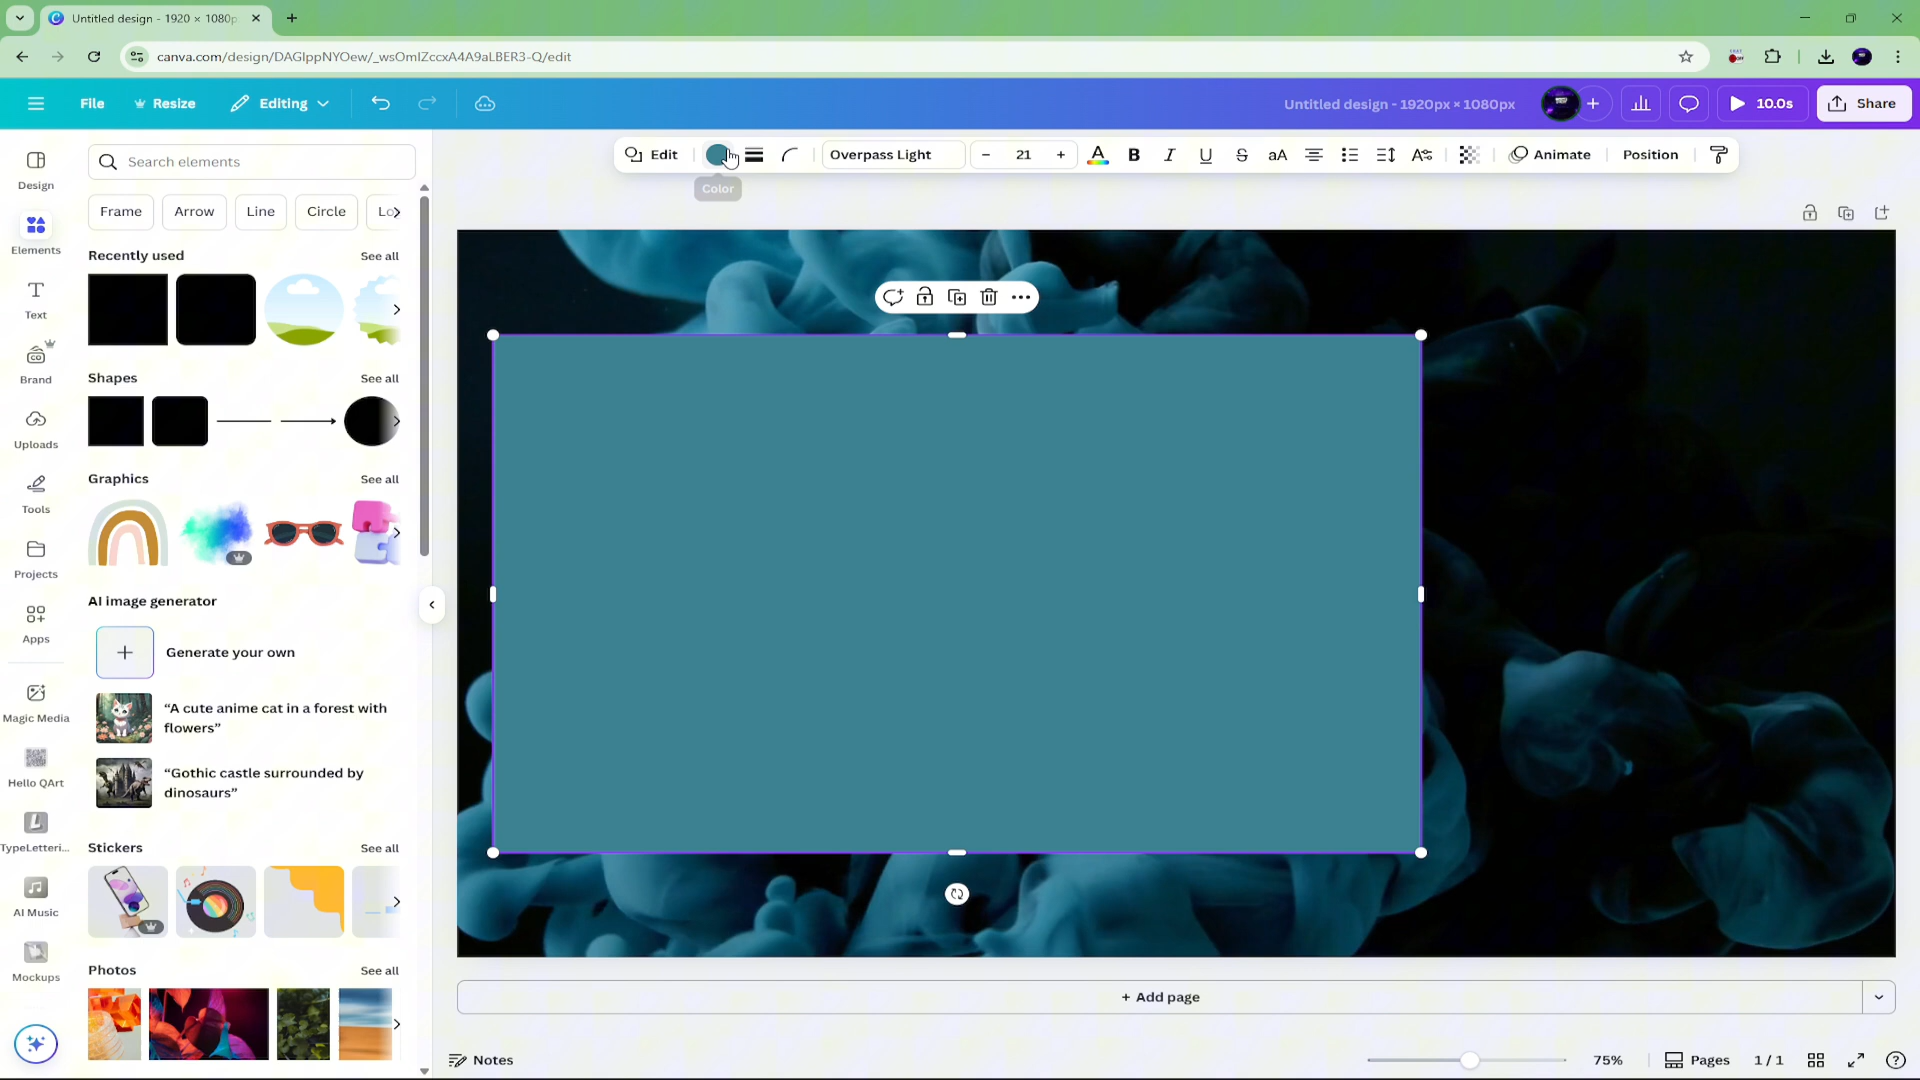 Untitled design - 1920 × 1080p
canva.com/design/DAGlppNYOew/_wsOmIZccxA4A9aLBER3-Q/edit
File
Resize
Editing
Untitled design - 1920px × 1080px
10.0s
Share
Design
Elements
Text
Brand
Uploads
Tools
Projects
Apps
Magic Media
Hello QArt
TypeLetteri...
AI Music
Mockups
Search elements
Frame
Arrow
Line
Circle
Lo
Recently used
See all
Shapes
See all
Graphics
See all
AI image generator
Generate your own
“A cute anime cat in a forest with
flowers”
“Gothic castle surrounded by
dinosaurs”
Stickers
See all
Photos
See all
Edit
Overpass Light
– 21 +
A
B
I
U
S
aA
Animate
Position
Color
+ Add page
Notes
75%
Pages
1 / 1